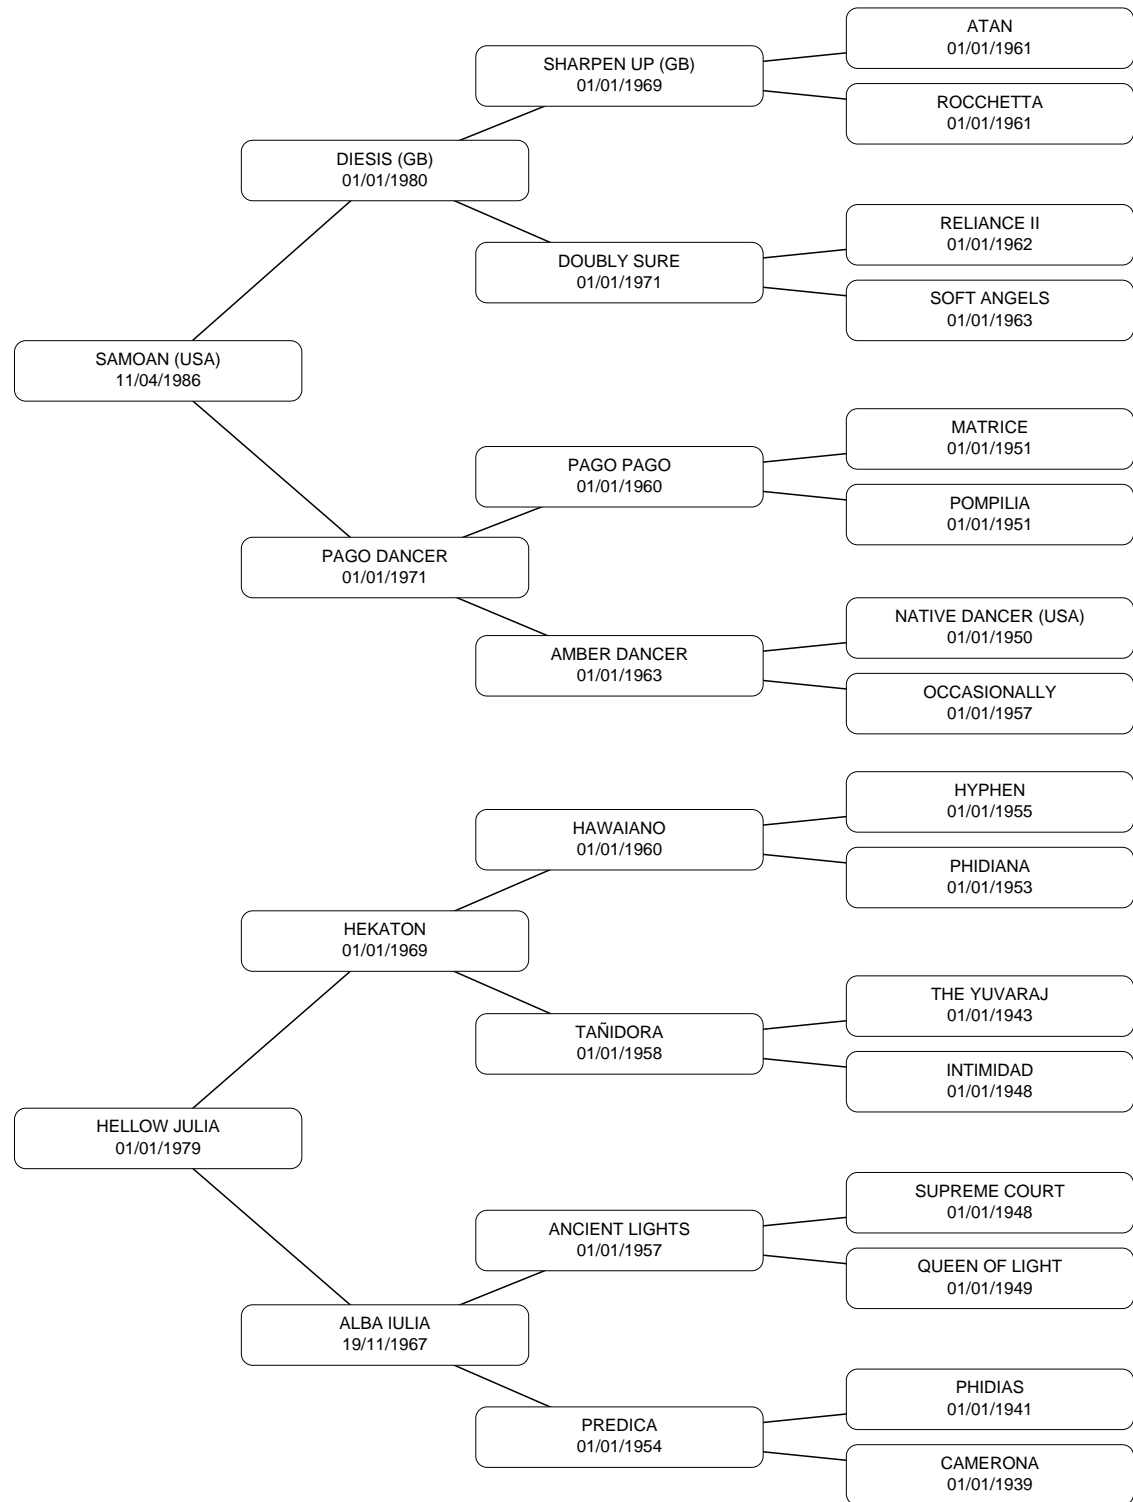 ATAN
01/01/1961
SHARPEN UP (GB)
01/01/1969
ROCCHETTA
01/01/1961
DIESIS (GB)
01/01/1980
RELIANCE II
01/01/1962
DOUBLY SURE
01/01/1971
SOFT ANGELS
01/01/1963
SAMOAN (USA)
11/04/1986
MATRICE
01/01/1951
PAGO PAGO
01/01/1960
POMPILIA
01/01/1951
PAGO DANCER
01/01/1971
NATIVE DANCER (USA)
01/01/1950
AMBER DANCER
01/01/1963
OCCASIONALLY
01/01/1957
HYPHEN
01/01/1955
HAWAIANO
01/01/1960
PHIDIANA
01/01/1953
HEKATON
01/01/1969
THE YUVARAJ
01/01/1943
TAÑIDORA
01/01/1958
INTIMIDAD
01/01/1948
HELLOW JULIA
01/01/1979
SUPREME COURT
01/01/1948
ANCIENT LIGHTS
01/01/1957
QUEEN OF LIGHT
01/01/1949
ALBA IULIA
19/11/1967
PHIDIAS
01/01/1941
PREDICA
01/01/1954
CAMERONA
01/01/1939